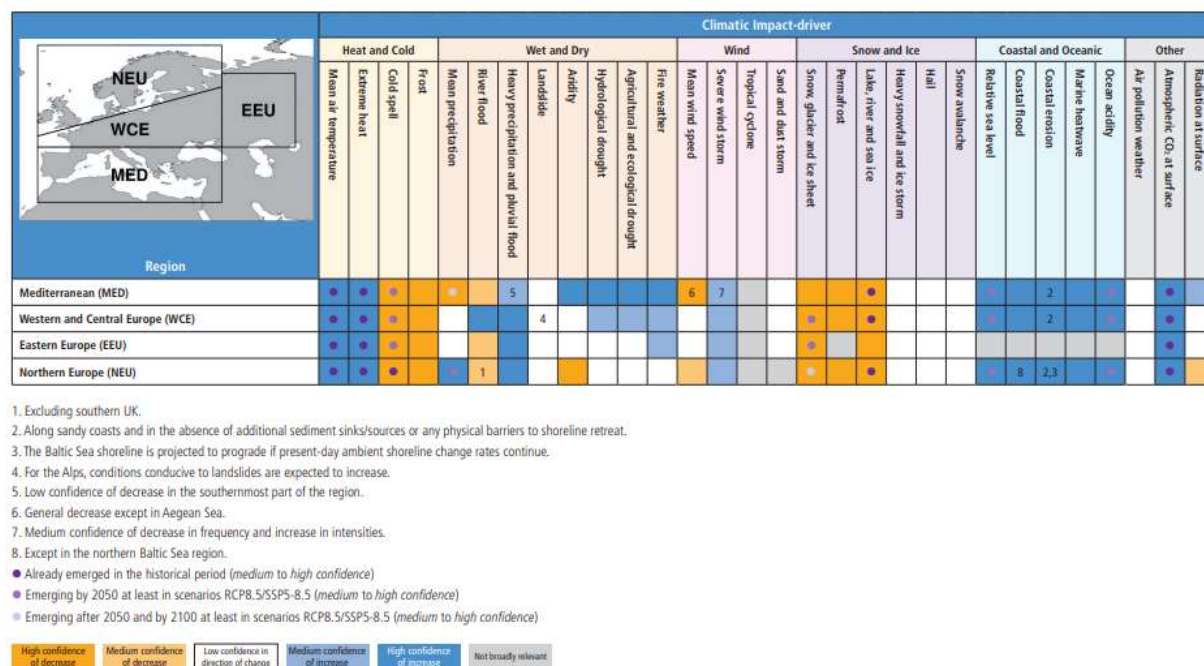 Climatic Impact-driver
Heat and Cold
Wet and Dry
Wind
Snow and Ice
Coastal and Oceanic
Other
NEU
EEU
WCE
MED
Region
Mean air temperature
Extreme heat
Cold spell
Frost
Mean precipitation
River flood
Heavy precipitation and pluvial flood
Landslide
Aridity
Hydrological drought
Agricultural and ecological drought
Fire weather
Mean wind speed
Severe wind storm
Tropical cyclone
Sand and dust storm
Snow, glacier and ice sheet
Permafrost
Lake, river and sea ice
Heavy snowfall and ice storm
Hail
Snow avalanche
Relative sea level
Coastal flood
Coastal erosion
Marine heatwave
Ocean acidity
Air pollution weather
Atmospheric CO₂ at surface
Radiation at surface
Mediterranean (MED) 5 6 7 2
Western and Central Europe (WCE) 4 2
Eastern Europe (EEU)
Northern Europe (NEU) 1 8 2,3
1. Excluding southern UK.
2. Along sandy coasts and in the absence of additional sediment sinks/sources or any physical barriers to shoreline retreat.
3. The Baltic Sea shoreline is projected to prograde if present-day ambient shoreline change rates continue.
4. For the Alps, conditions conducive to landslides are expected to increase.
5. Low confidence of decrease in the southernmost part of the region.
6. General decrease except in Aegean Sea.
7. Medium confidence of decrease in frequency and increase in intensities.
8. Except in the northern Baltic Sea region.
Already emerged in the historical period (medium to high confidence)
Emerging by 2050 at least in scenarios RCP8.5/SSP5-8.5 (medium to high confidence)
Emerging after 2050 and by 2100 at least in scenarios RCP8.5/SSP5-8.5 (medium to high confidence)
High confidence
of decrease
Medium confidence
of decrease
Low confidence in
direction of change
Medium confidence
of increase
High confidence
of increase
Not broadly relevant